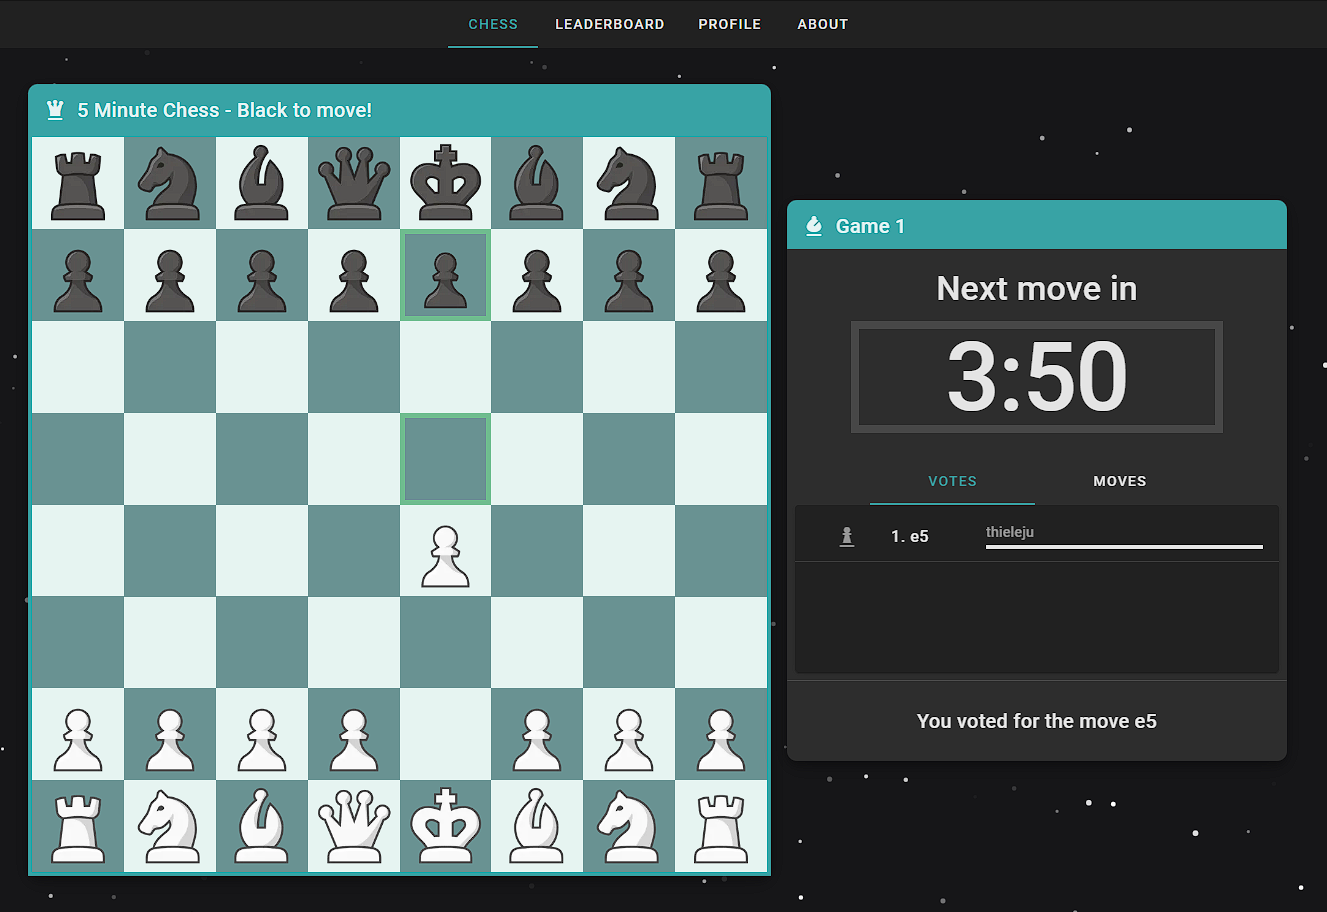 CHESS LEADERBOARD PROFILE ABOUT
5 Minute Chess - Black to move!
Game 1
Next move in
3:50
VOTES MOVES
1. e5 thieleju
You voted for the move e5